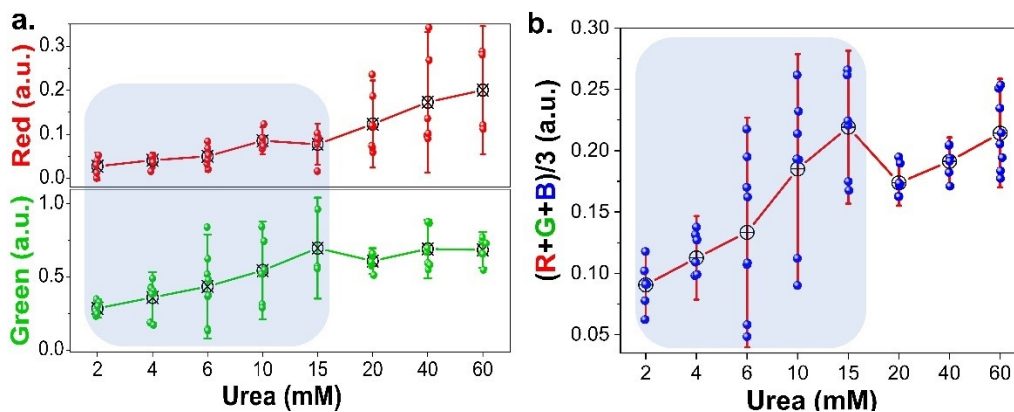 a.
Red (a.u.)
0.3
0.2
0.1
0.0
Green (a.u.)
1.0
0.5
0.0
2 4 6 10 15 20 40 60
Urea (mM)
b.
(R+G+B)/3 (a.u.)
0.30
0.25
0.20
0.15
0.10
0.05
2 4 6 10 15 20 40 60
Urea (mM)